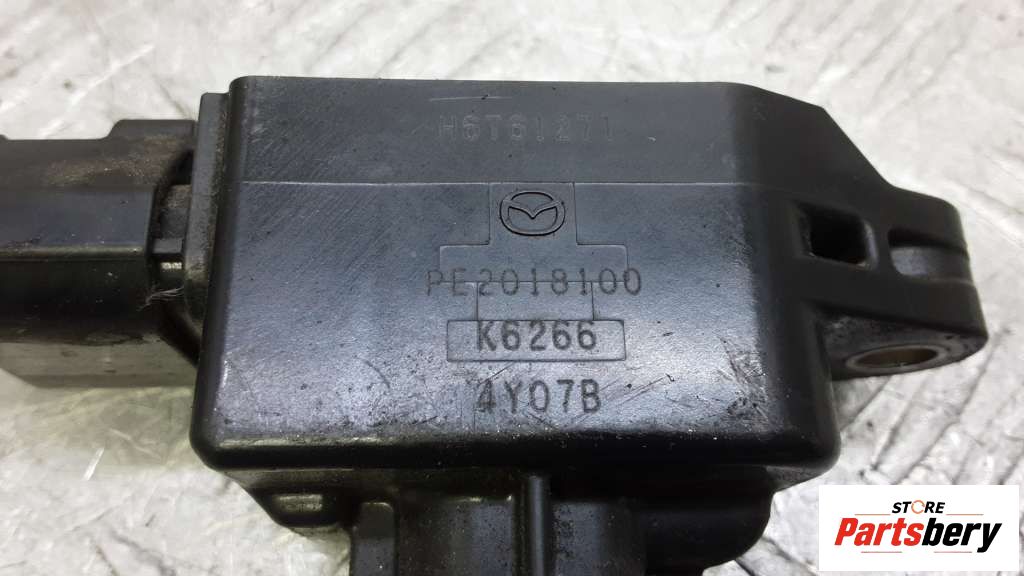 H6T61271
PE2018100
K6266
4Y07B
STORE
Partsbery